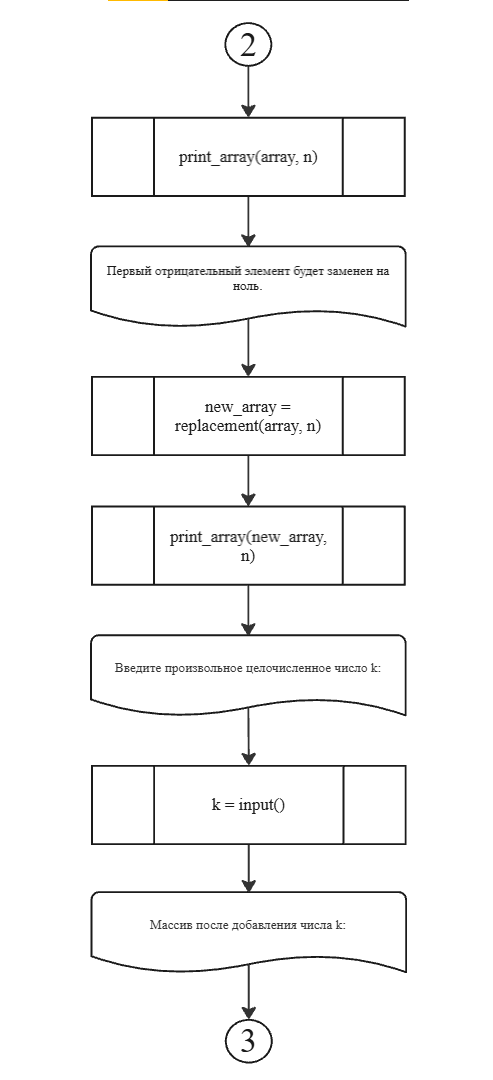 2
print_array(array, n)
Первый отрицательный элемент будет заменен на
ноль.
new_array =
replacement(array, n)
print_array(new_array,
n)
Введите произвольное целочисленное число k:
k = input()
Массив после добавления числа k:
3